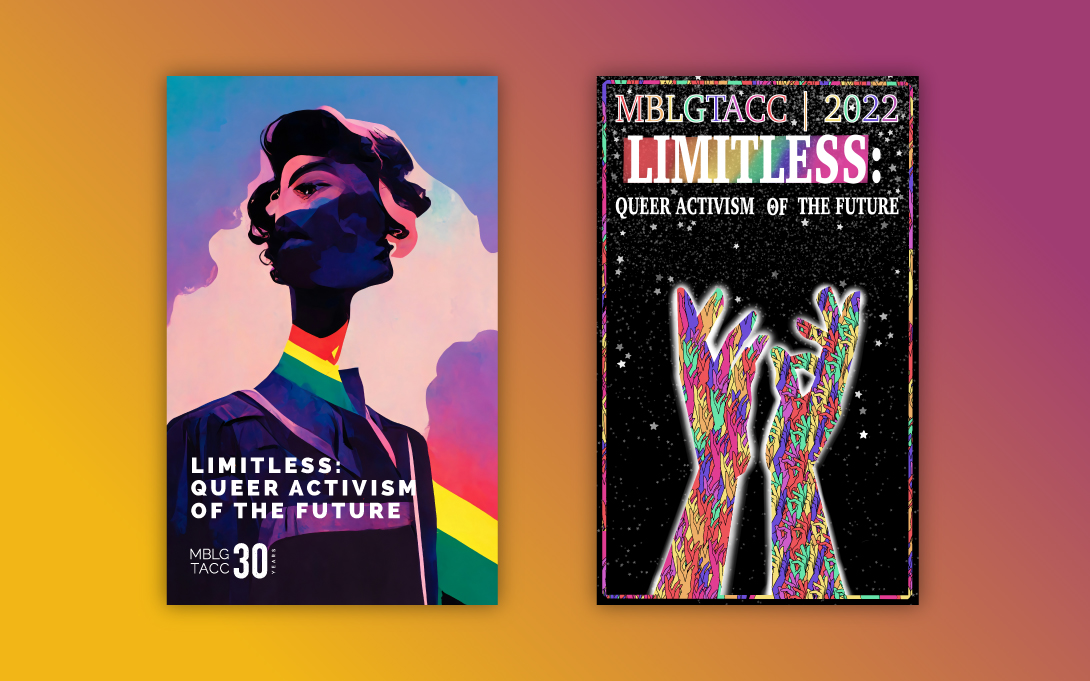 LIMITLESS:
QUEER ACTIVISM
OF THE FUTURE
MBLG
TACC 30 YEARS
MBLGTACC | 2022
LIMITLESS:
QUEER ACTIVISM OF THE FUTURE